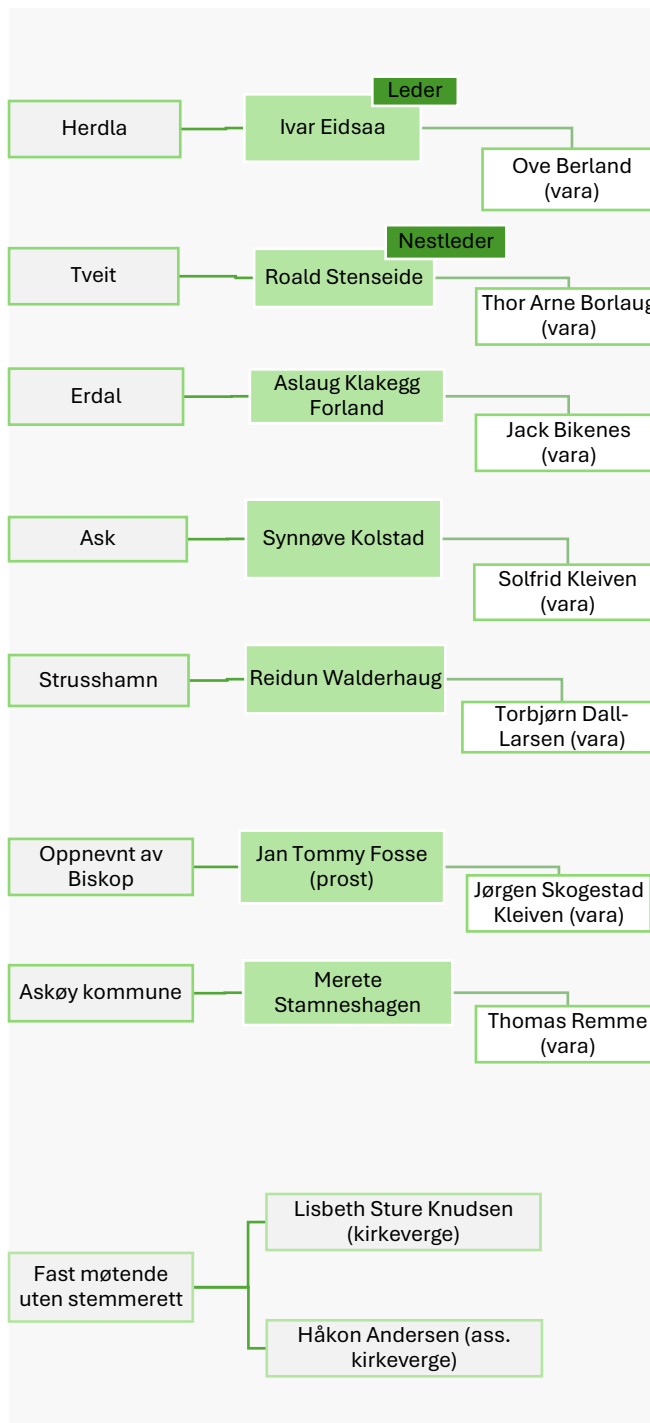 Leder
Herdla
Ivar Eidsaa
Ove Berland
(vara)
Nestleder
Tveit
Roald Stenseide
Thor Arne Borlaug
(vara)
Erdal
Aslaug Klakegg
Forland
Jack Bikenes
(vara)
Ask
Synnøve Kolstad
Solfrid Kleiven
(vara)
Strusshamn
Reidun Walderhaug
Torbjørn Dall-
Larsen (vara)
Oppnevnt av
Biskop
Jan Tommy Fosse
(prost)
Jørgen Skogestad
Kleiven (vara)
Askøy kommune
Merete
Stamneshagen
Thomas Remme
(vara)
Fast møtende
uten stemmerett
Lisbeth Sture Knudsen
(kirkeverge)
Håkon Andersen (ass.
kirkeverge)